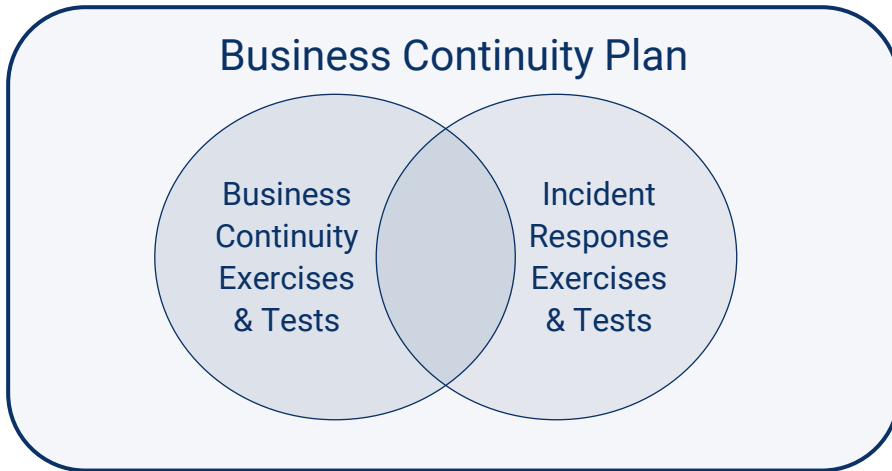 Business Continuity Plan
Business
Continuity
Exercises
& Tests
Incident
Response
Exercises
& Tests